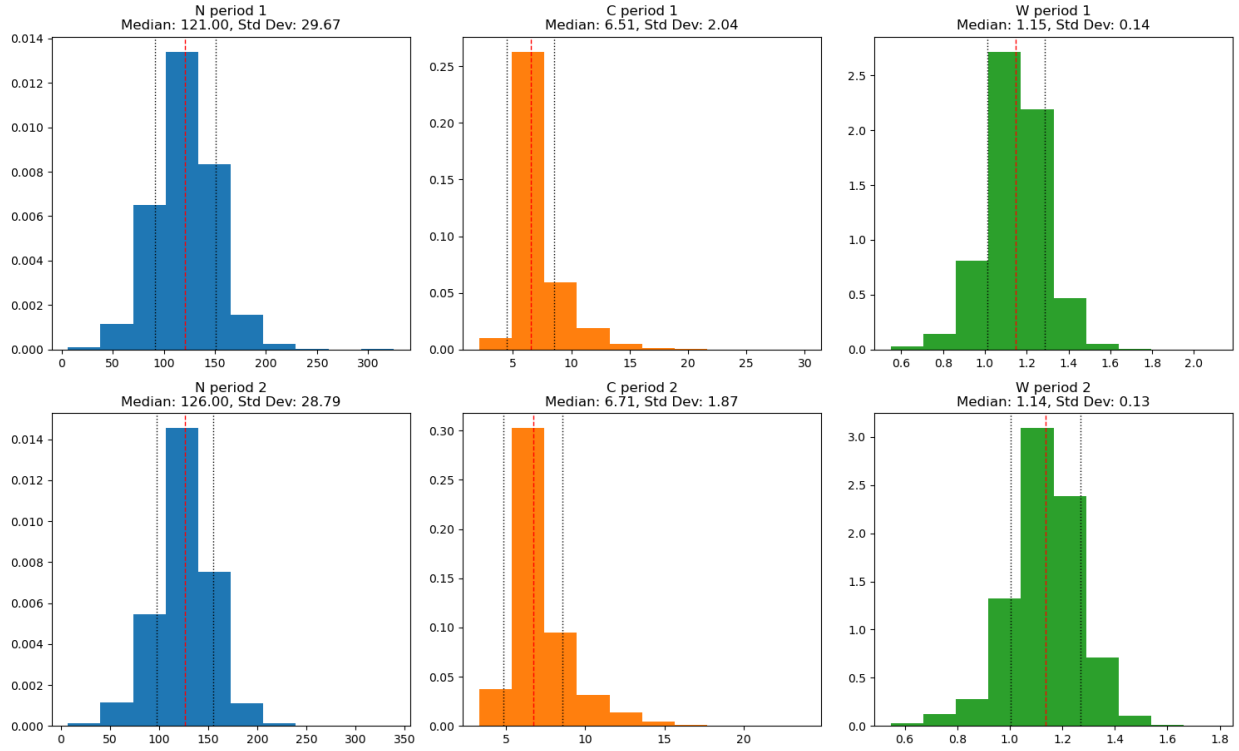 N period 1
Median: 121.00, Std Dev: 29.67
0.014
0.012
0.010
0.008
0.006
0.004
0.002
0.000
0 50 100 150 200 250 300
C period 1
Median: 6.51, Std Dev: 2.04
0.25
0.20
0.15
0.10
0.05
0.00
5 10 15 20 25 30
W period 1
Median: 1.15, Std Dev: 0.14
2.5
2.0
1.5
1.0
0.5
0.0
0.6 0.8 1.0 1.2 1.4 1.6 1.8 2.0
N period 2
Median: 126.00, Std Dev: 28.79
0.014
0.012
0.010
0.008
0.006
0.004
0.002
0.000
0 50 100 150 200 250 300 350
C period 2
Median: 6.71, Std Dev: 1.87
0.30
0.25
0.20
0.15
0.10
0.05
0.00
5 10 15 20
W period 2
Median: 1.14, Std Dev: 0.13
3.0
2.5
2.0
1.5
1.0
0.5
0.0
0.6 0.8 1.0 1.2 1.4 1.6 1.8